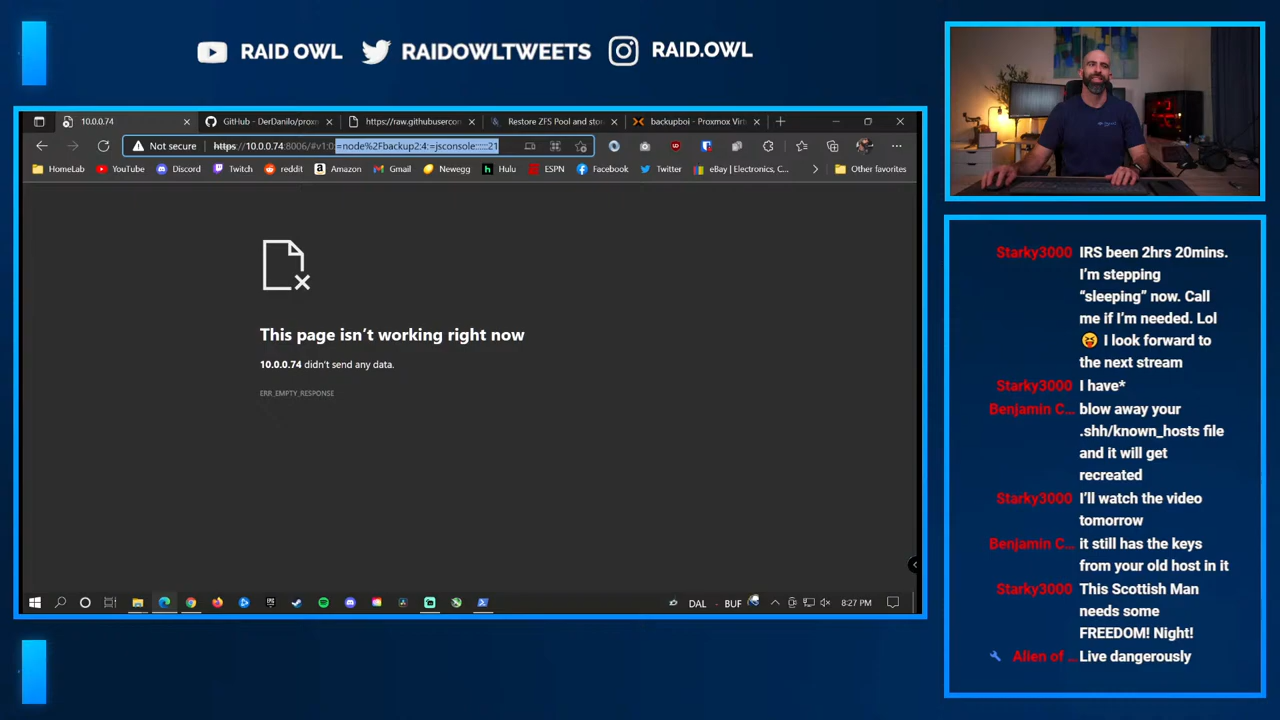 RAID OWL
RAIDOWLTWEETS
RAID.OWL
10.0.0.74
GitHub - DerDanilo/proxm
https://raw.githubusercon
Restore ZFS Pool and stor
backupboi - Proxmox Virt
Not secure
https://10.0.0.74:8006/#v1:0:=node%2Fbackup2:4:=jsconsole::::::21
HomeLab
YouTube
Discord
Twitch
reddit
Amazon
Gmail
Newegg
Hulu
ESPN
Facebook
Twitter
eBay | Electronics, C...
Other favorites
This page isn't working right now
10.0.0.74 didn't send any data.
ERR_EMPTY_RESPONSE
DAL
BUF
8:27 PM
Starky3000 IRS been 2hrs 20mins.
I'm stepping
"sleeping" now. Call
me if I'm needed. Lol
😝 I look forward to
the next stream
Starky3000 I have*
Benjamin C... blow away your
.shh/known_hosts file
and it will get
recreated
Starky3000 I'll watch the video
tomorrow
Benjamin C... it still has the keys
from your old host in it
Starky3000 This Scottish Man
needs some
FREEDOM! Night!
Alien of ... Live dangerously